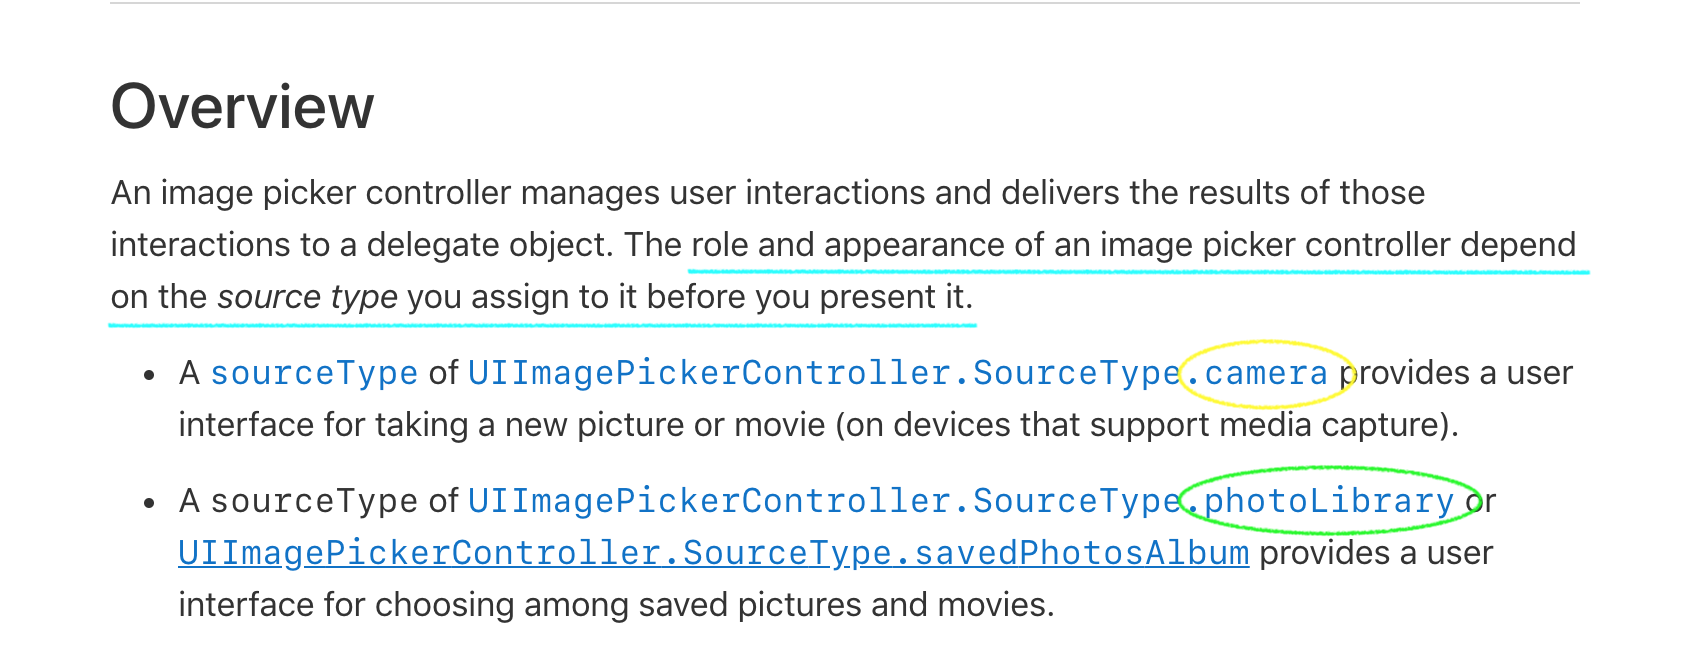 Overview
An image picker controller manages user interactions and delivers the results of those
interactions to a delegate object. The role and appearance of an image picker controller depend
on the source type you assign to it before you present it.
• A sourceType of UIImagePickerController.SourceType.camera provides a user
interface for taking a new picture or movie (on devices that support media capture).
• A sourceType of UIImagePickerController.SourceType.photoLibrary or
UIImagePickerController.SourceType.savedPhotosAlbum provides a user
interface for choosing among saved pictures and movies.